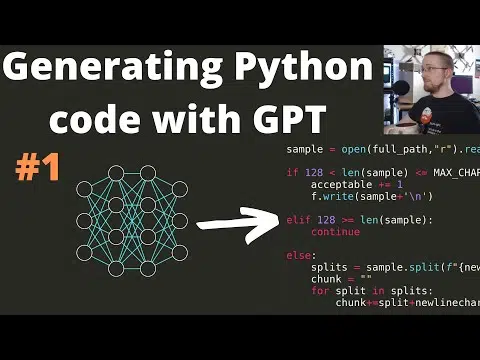 Generating Python
code with GPT
#1
sample = open(full_path,"r").rea
if 128 < len(sample) <= MAX_CHAR
acceptable += 1
f.write(sample+'\n')
elif 128 >= len(sample):
continue
else:
splits = sample.split(f"{new
chunk = ""
for split in splits:
chunk+=split+newlinechar